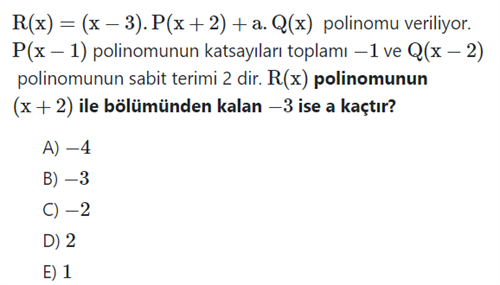 R(x) = (x − 3). P(x + 2) + a. Q(x) polinomu veriliyor.
P(x − 1) polinomunun katsayıları toplamı −1 ve Q(x − 2)
polinomunun sabit terimi 2 dir. R(x) polinomunun
(x + 2) ile bölümünden kalan −3 ise a kaçtır?
A) −4
B) −3
C) −2
D) 2
E) 1